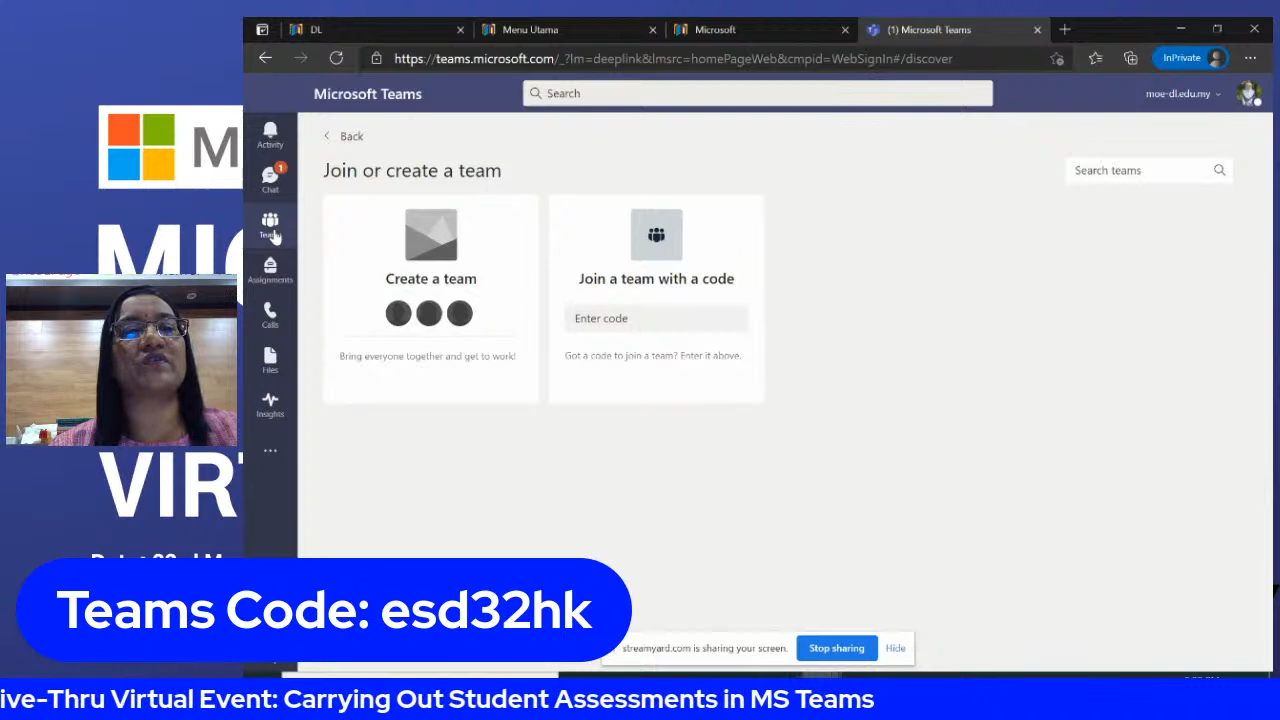 DL
Menu Utama
Microsoft
(1) Microsoft Teams
https://teams.microsoft.com/_?lm=deeplink&lmsrc=homePageWeb&cmpid=WebSignIn#/discover
InPrivate
Microsoft Teams
Search
moe-dl.edu.my
Activity
1
Chat
Teams
Assignments
Calls
Files
Insights
Back
Join or create a team
Search teams
Create a team
Bring everyone together and get to work!
Join a team with a code
Enter code
Got a code to join a team? Enter it above.
M
MIC
VIRT
Teams Code: esd32hk
streamyard.com is sharing your screen.
Stop sharing
Hide
ive-Thru Virtual Event: Carrying Out Student Assessments in MS Teams